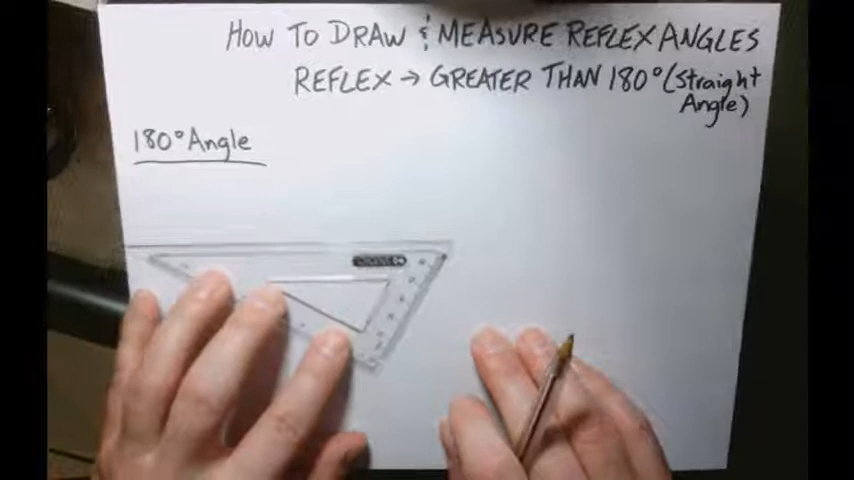 HOW TO DRAW & MEASURE REFLEX ANGLES
REFLEX → GREATER THAN 180° (Straight
Angle)
180° Angle